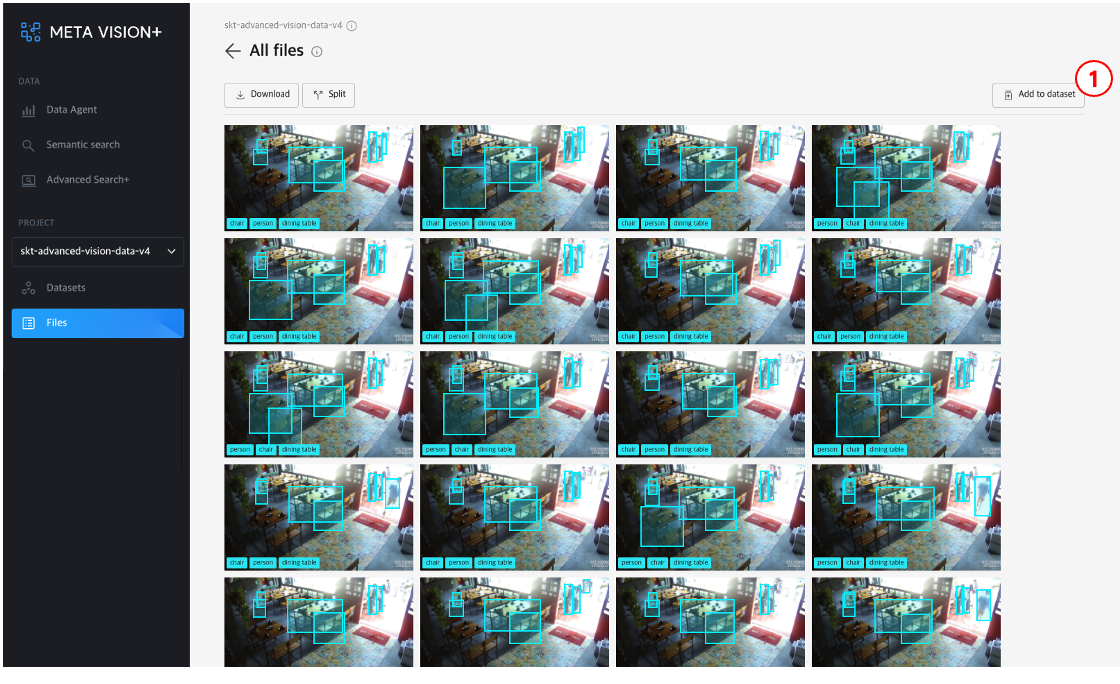 META VISION+
DATA
Data Agent
Semantic search
Advanced Search+
PROJECT
skt-advanced-vision-data-v4
Datasets
Files
skt-advanced-vision-data-v4
All files
Download
Split
Add to dataset
1
chair person dining table
chair person dining table
chair person dining table
person chair dining table
chair person dining table
chair person dining table
chair person dining table
chair person dining table
person chair dining table
person chair dining table
chair person dining table
person chair dining table
chair person dining table
chair person dining table
person chair dining table
person chair dining table